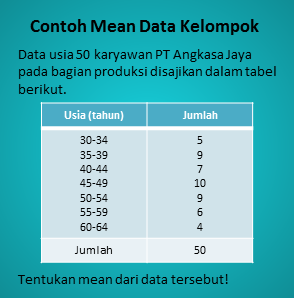 Contoh Mean Data Kelompok
Data usia 50 karyawan PT Angkasa Jaya
pada bagian produksi disajikan dalam tabel
berikut.
Usia (tahun) Jumlah
30-34 5
35-39 9
40-44 7
45-49 10
50-54 9
55-59 6
60-64 4
Jumlah 50
Tentukan mean dari data tersebut!